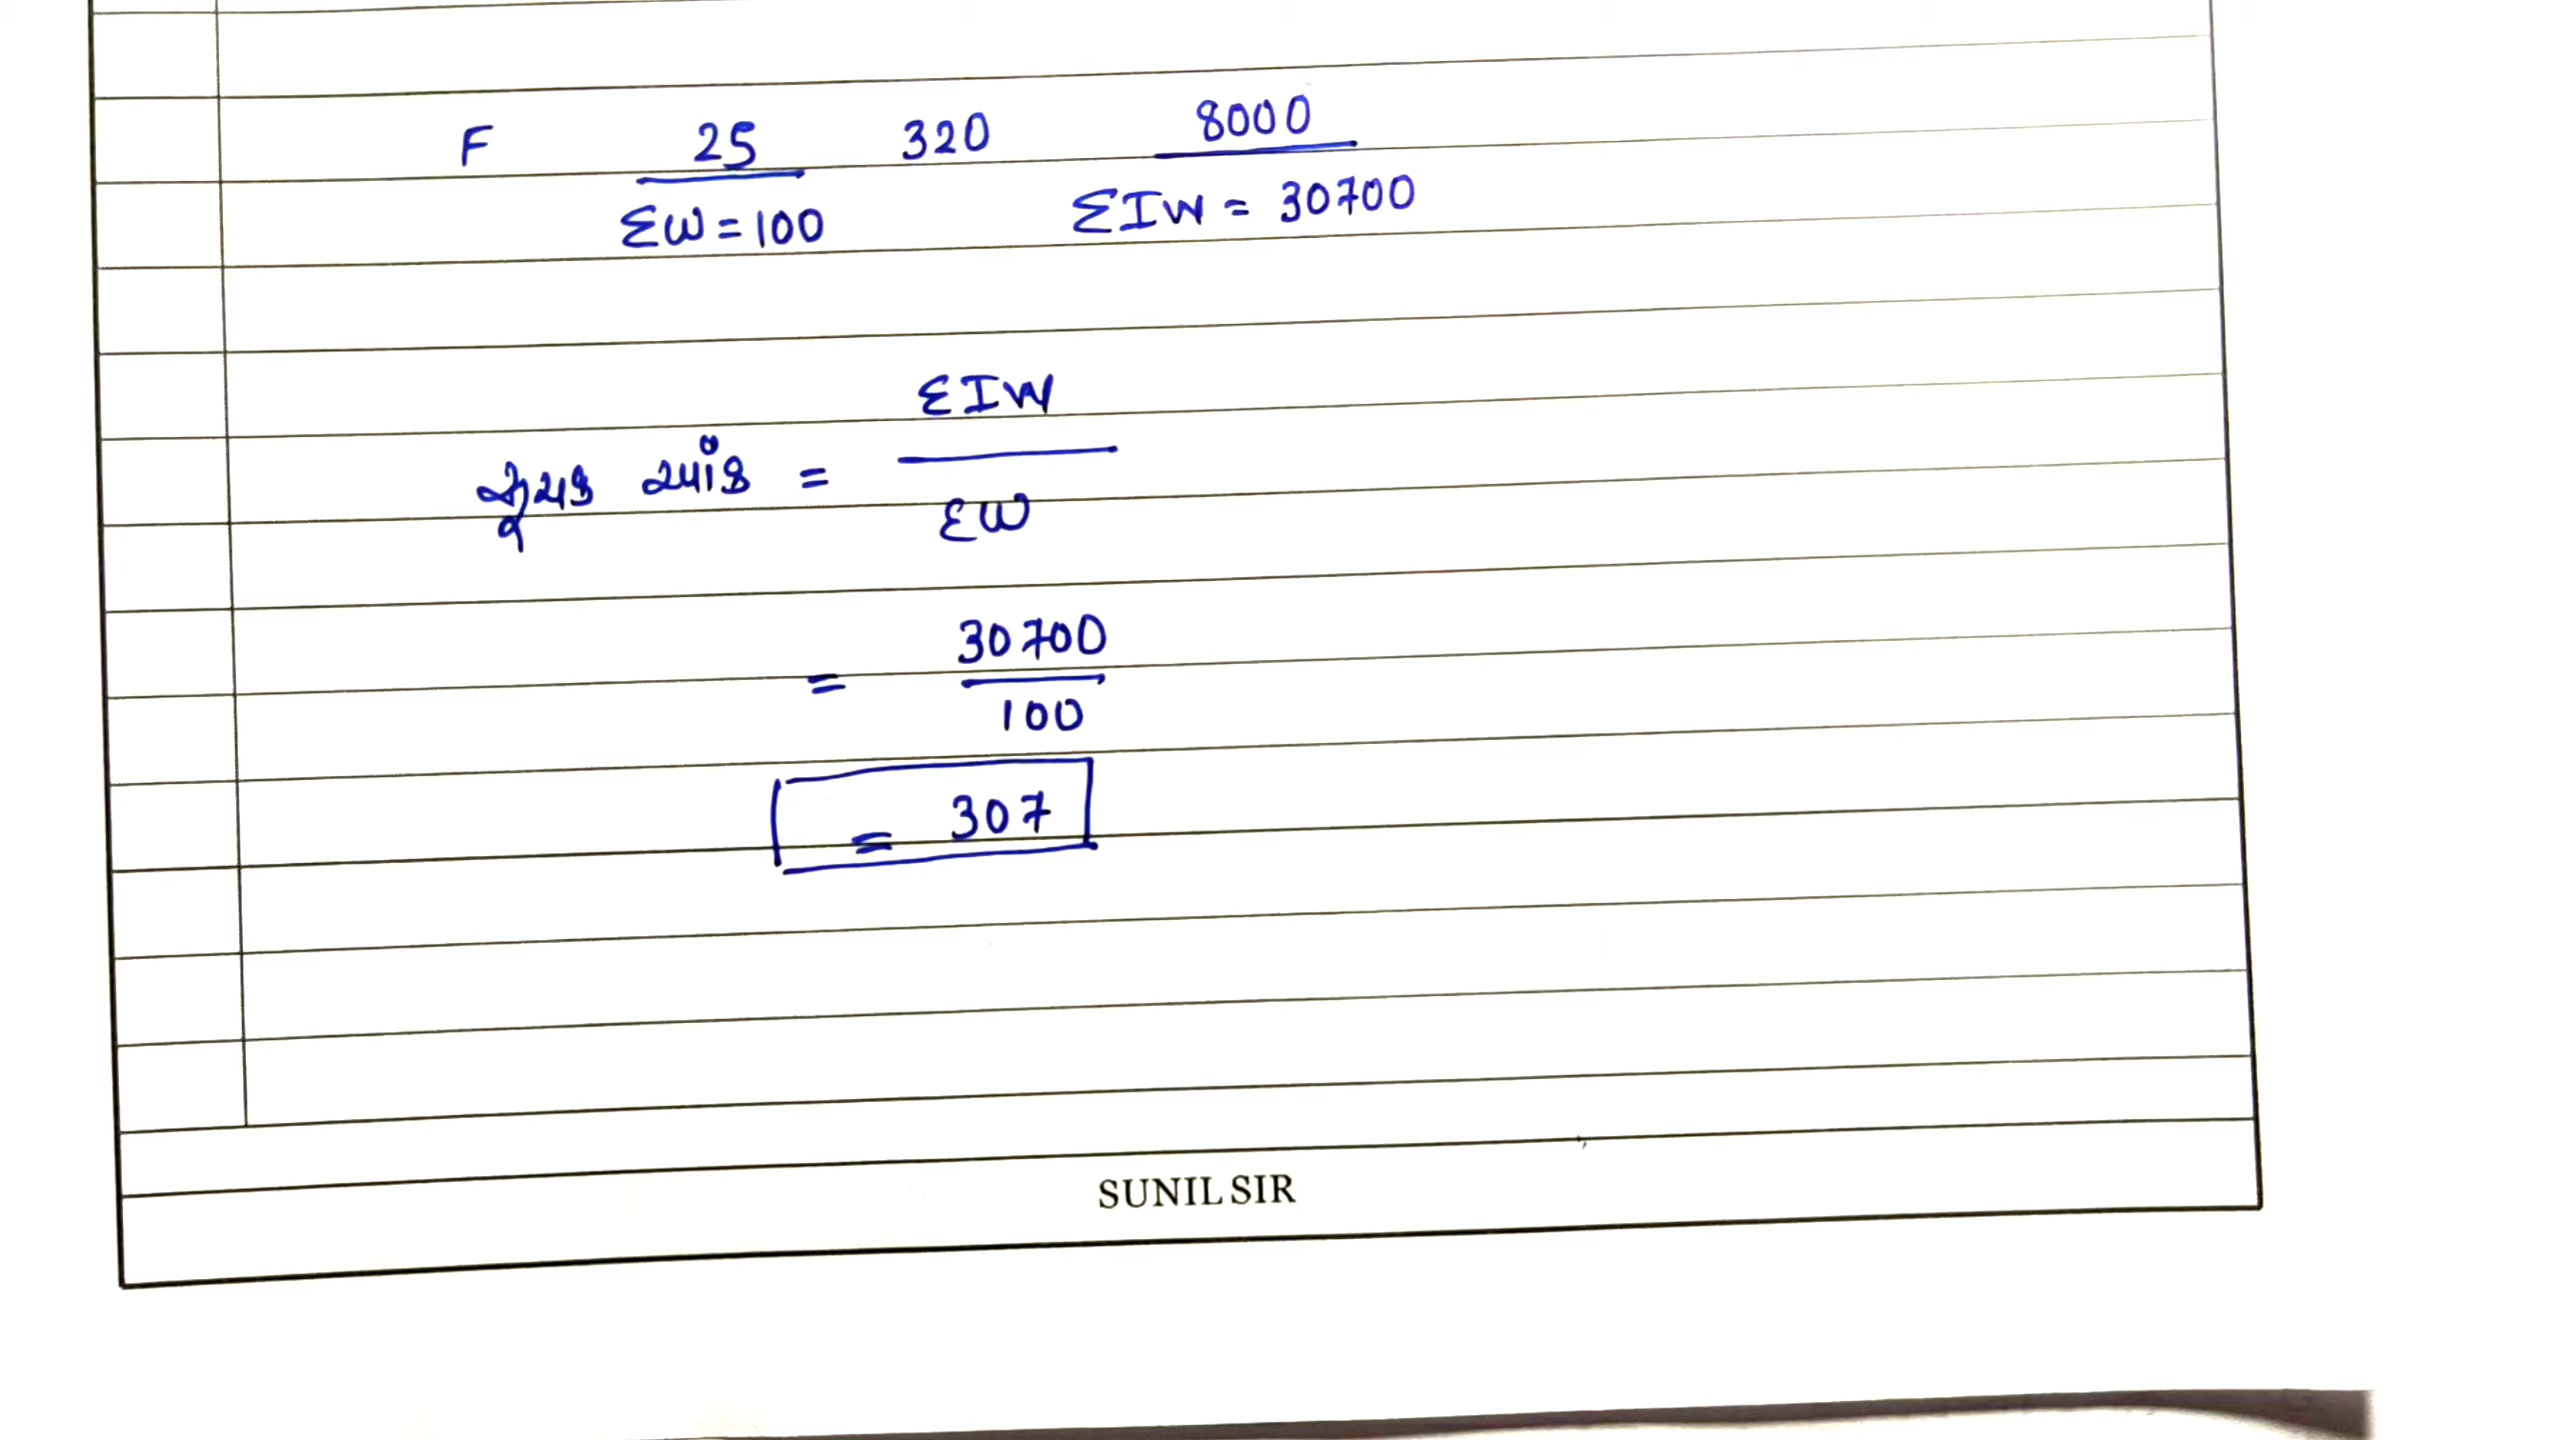 F 25 320 8000
ΣW = 100 ΣIW = 30700
ΣIW
સૂચક આંક = ———
ΣW
= 30700
100
= 307
SUNIL SIR